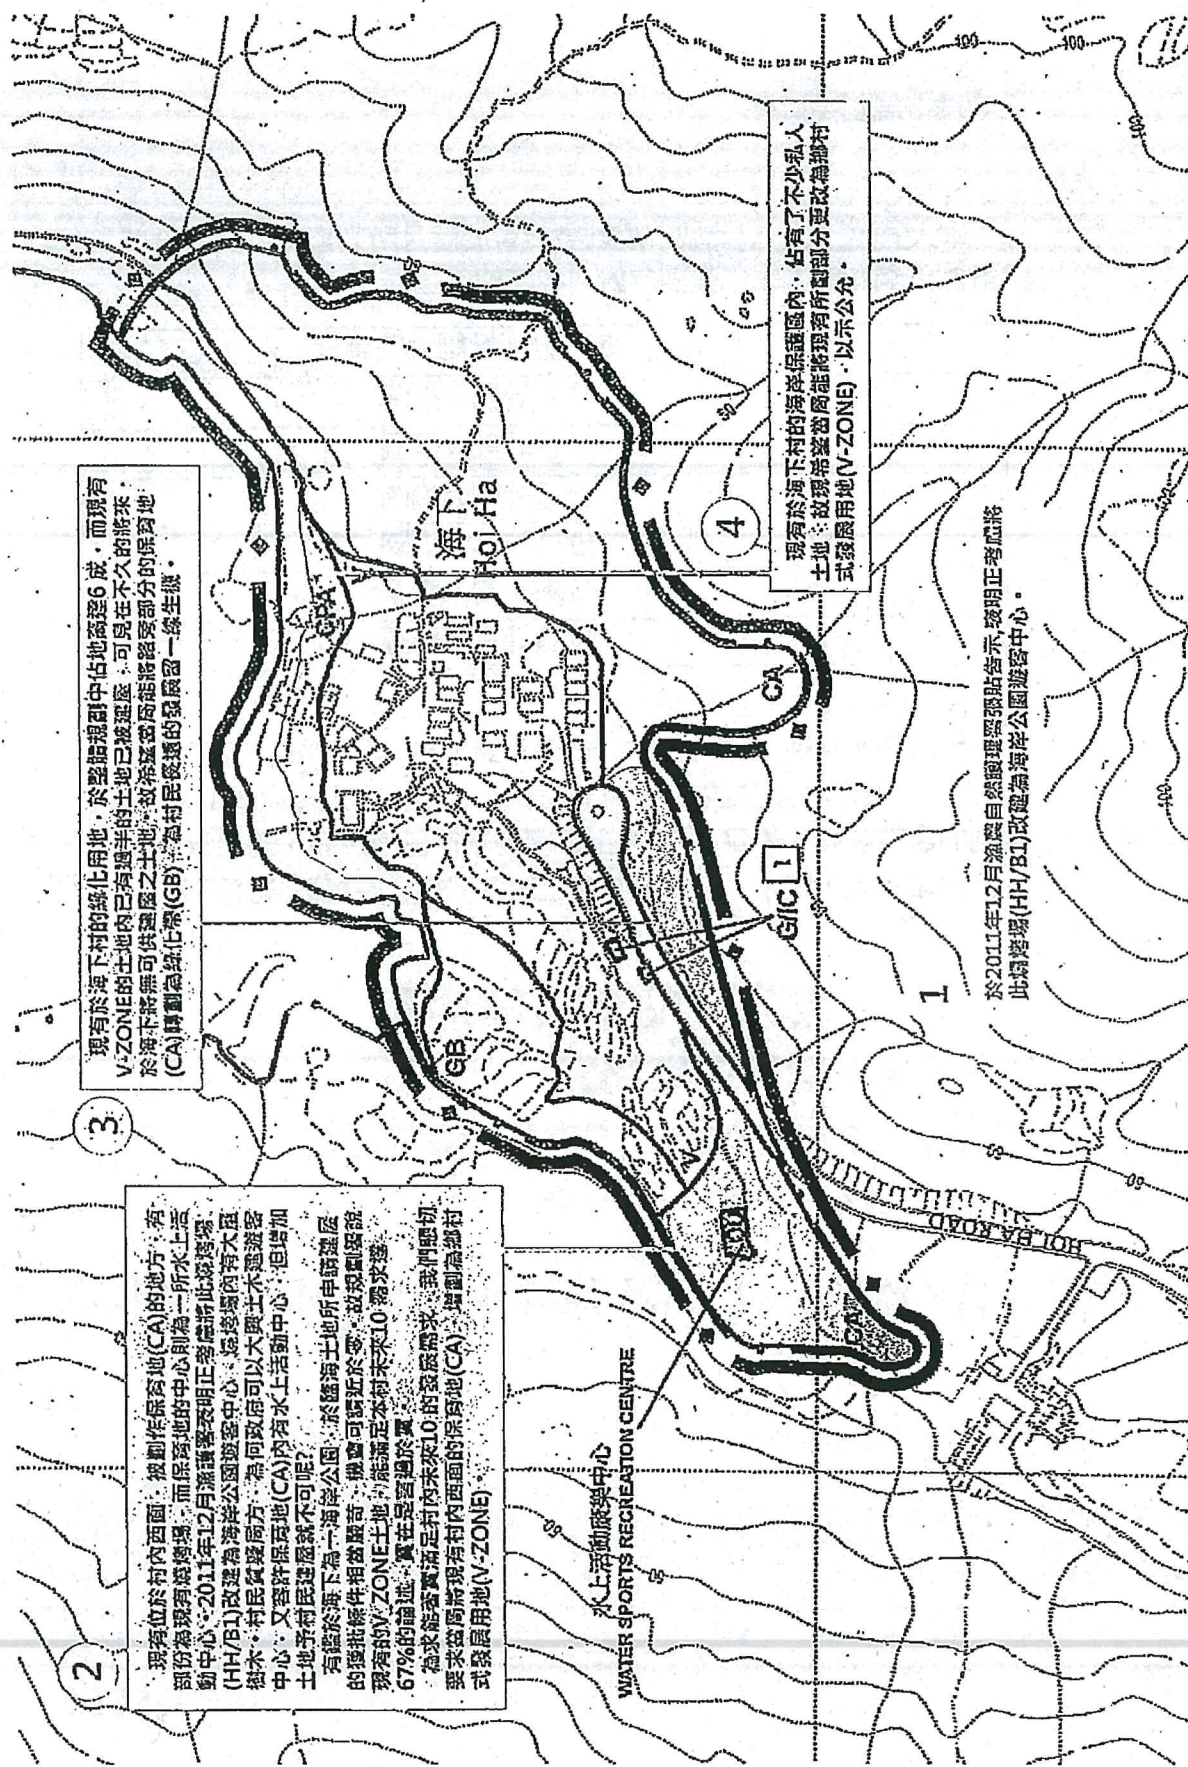 2
現有位於村內西面，被劃作保育地(CA)的地方，有
部份為現有燒烤場，而保育地的中心則為一所水上活
動中心。2011年12月漁護署表明正考慮將此燒烤場
(HH/B1)改建為海岸公園遊客中心，燒烤場內有大量
樹木。村民質疑局方，為何政府可以大興土木建遊客
中心，又容許保育地(CA)內有水上活動中心，但增加
土地予村民建屋就不可呢？
有鑑於海下為一海岸公園，於臨海土地所申請建屋
的獲批條件相當嚴苛，機會可謂近於零，故規劃署說
現有的V-ZONE土地，能滿足本村未來10需求達
67%的論述，實在是言過於實。
為求能否實滿足村內未來10的發展需求，我們懇切
要求當局將現有村內西面的保育地(CA)，增劃為鄉村
式發展用地(V-ZONE)。
3
現有於海下村的綠化用地，於整體規劃中佔地高達6成，而現有
V-ZONE的土地內已有過半的土地已被建屋，可見在不久的將來，
於海下將無可供建屋之土地，故希望當局能將該旁部分的保育地
(CA)轉劃為綠化帶(GB)，為村民長遠的發展留一線生機。
4
現有於海下村的海岸保護區內，佔有了不少私人
土地，故現希望當局能將現有所劃部分更改為鄉村
式發展用地(V-ZONE)，以示公允。
1
於2011年12月漁農自然護理署張貼告示表明正考慮將
此燒烤場(HH/B1)改建為海岸公園遊客中心。
海下
Hoi Ha
CPA
GB
CA
G/IC
1
CA
水上活動康樂中心
WATER SPORTS RECREATION CENTRE
HOI HA ROAD
50
50
50
100
100
100
100